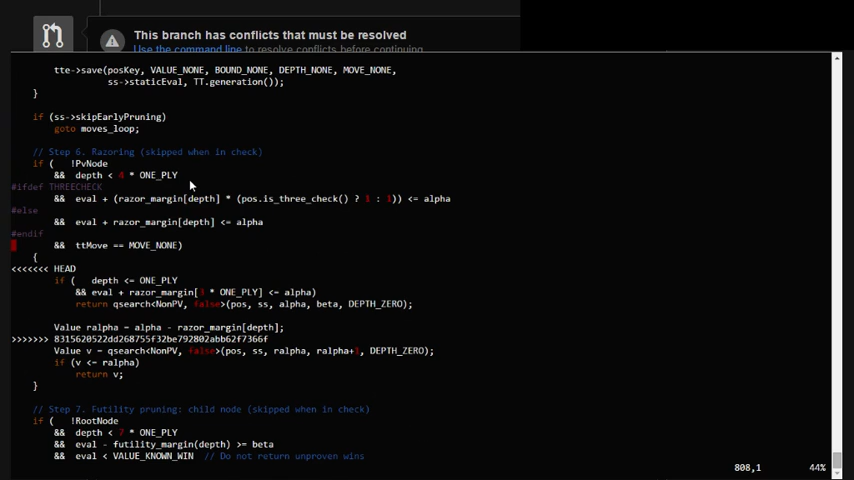 This branch has conflicts that must be resolved
Use the command line to resolve conflicts before continuing.
tte->save(posKey, VALUE_NONE, BOUND_NONE, DEPTH_NONE, MOVE_NONE,
ss->staticEval, TT.generation());
}
if (ss->skipEarlyPruning)
goto moves_loop;
// Step 6. Razoring (skipped when in check)
if (   !PvNode
&&  depth < 4 * ONE_PLY
#ifdef THREECHECK
&&  eval + (razor_margin[depth] * (pos.is_three_check() ? 1 : 1)) <= alpha
#else
&&  eval + razor_margin[depth] <= alpha
#endif
&&  ttMove == MOVE_NONE)
{
<<<<<<< HEAD
if (   depth <= ONE_PLY
&& eval + razor_margin[3 * ONE_PLY] <= alpha)
return qsearch<NonPV, false>(pos, ss, alpha, beta, DEPTH_ZERO);
Value ralpha = alpha - razor_margin[depth];
>>>>>>> 8315620522dd268755f32be792802abb62f7366f
Value v = qsearch<NonPV, false>(pos, ss, ralpha, ralpha+1, DEPTH_ZERO);
if (v <= ralpha)
return v;
}
// Step 7. Futility pruning: child node (skipped when in check)
if (   !RootNode
&&  depth < 7 * ONE_PLY
&&  eval - futility_margin(depth) >= beta
&&  eval < VALUE_KNOWN_WIN  // Do not return unproven wins
808,1 44%